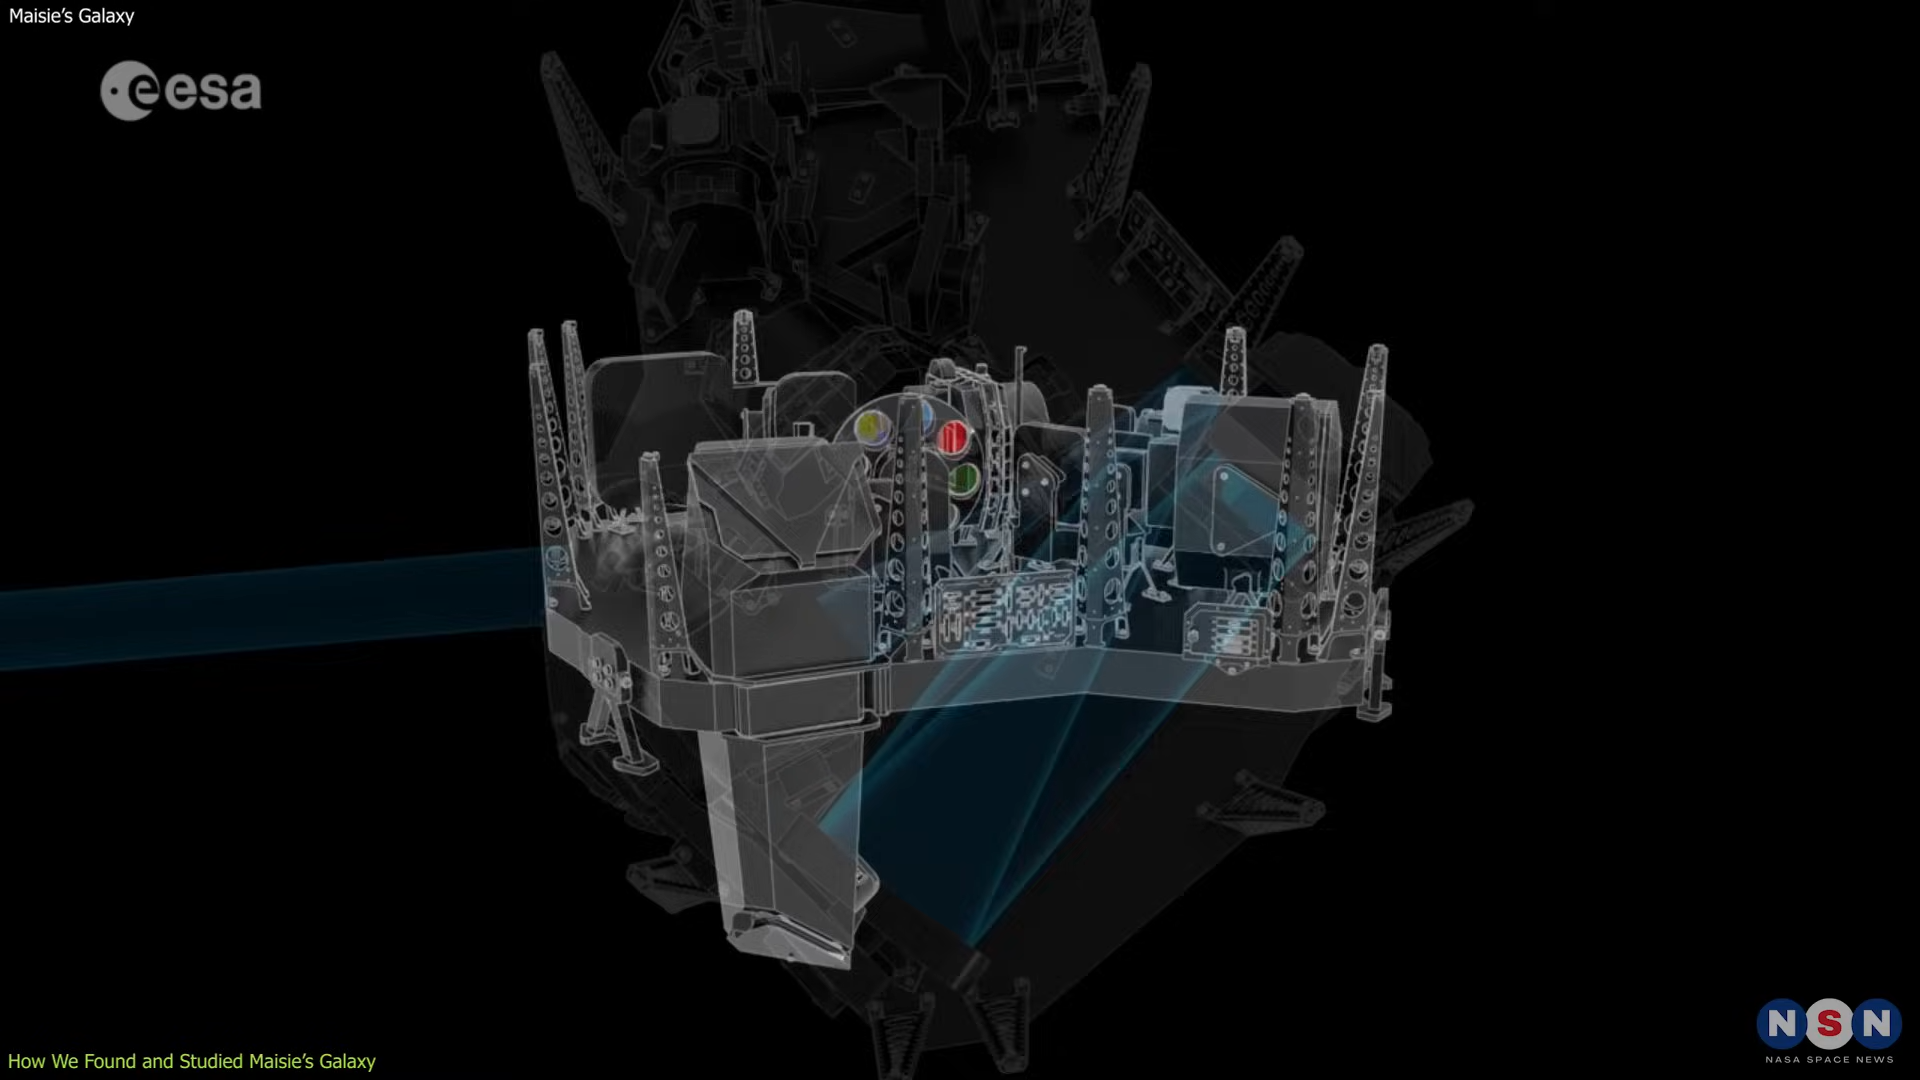 Maisie's Galaxy
esa
How We Found and Studied Maisie's Galaxy
NSN
NASA SPACE NEWS